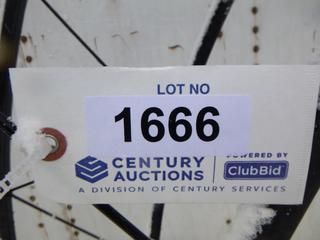 LOT NO
1666
CENTURY AUCTIONS
POWERED BY
ClubBid
A DIVISION OF CENTURY SERVICES